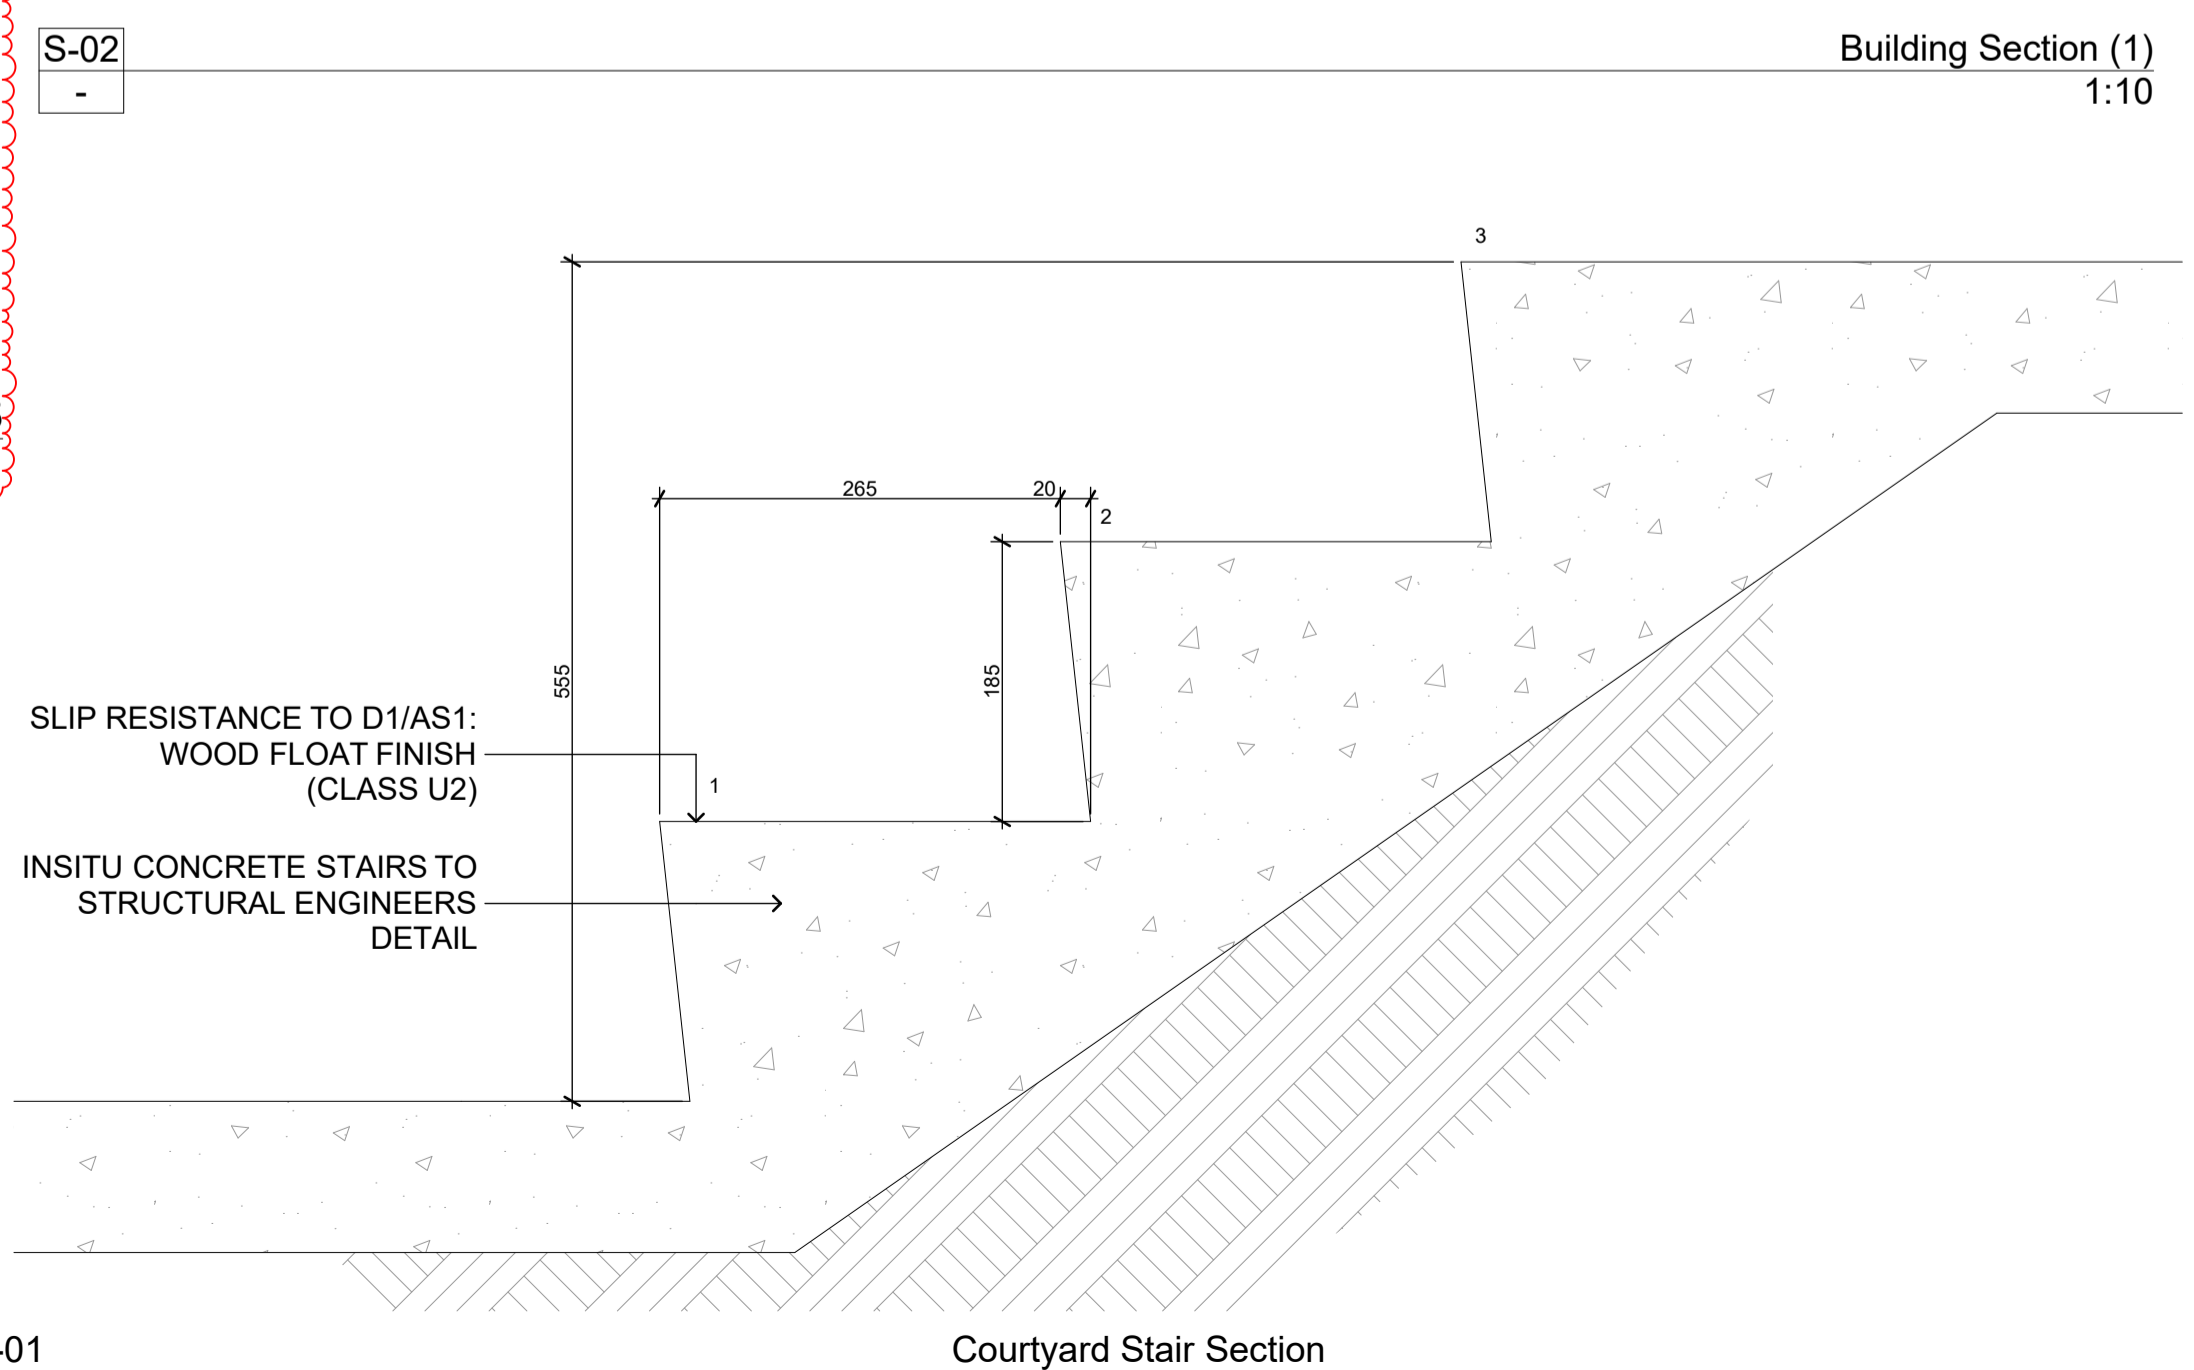 S-02
Building Section (1)
-
1:10
3
265
20
2
555
185
SLIP RESISTANCE TO D1/AS1:
WOOD FLOAT FINISH
(CLASS U2)
1
INSITU CONCRETE STAIRS TO
STRUCTURAL ENGINEERS
DETAIL
-01
Courtyard Stair Section